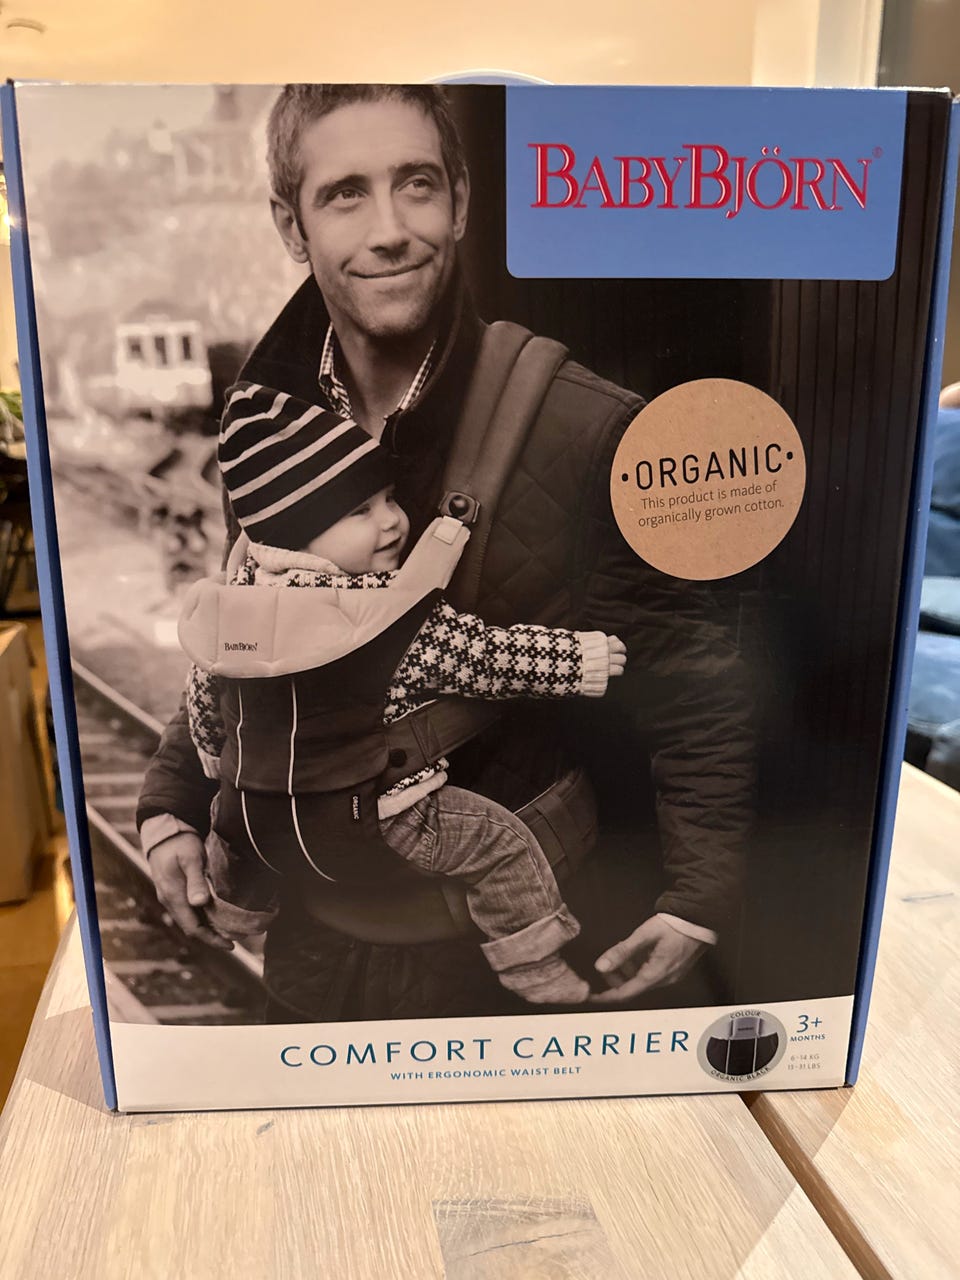 BABYBJÖRN®
·ORGANIC·
This product is made of
organically grown cotton.
BABYBJÖRN
ORGANIC
COMFORT CARRIER
WITH ERGONOMIC WAIST BELT
COLOUR
ORGANIC BLACK
3+
MONTHS
6-14 KG
13-31 LBS